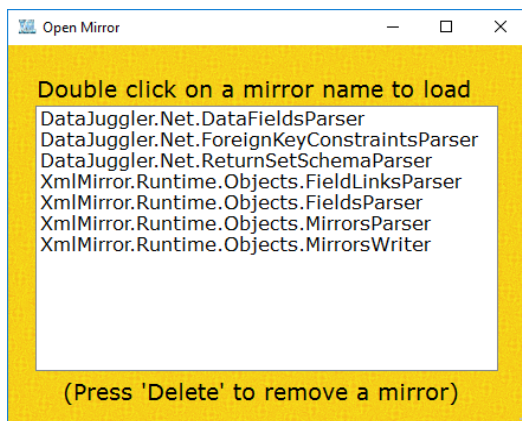 Open Mirror
Double click on a mirror name to load
DataJuggler.Net.DataFieldsParser
DataJuggler.Net.ForeignKeyConstraintsParser
DataJuggler.Net.ReturnSetSchemaParser
XmlMirror.Runtime.Objects.FieldLinksParser
XmlMirror.Runtime.Objects.FieldsParser
XmlMirror.Runtime.Objects.MirrorsParser
XmlMirror.Runtime.Objects.MirrorsWriter
(Press 'Delete' to remove a mirror)